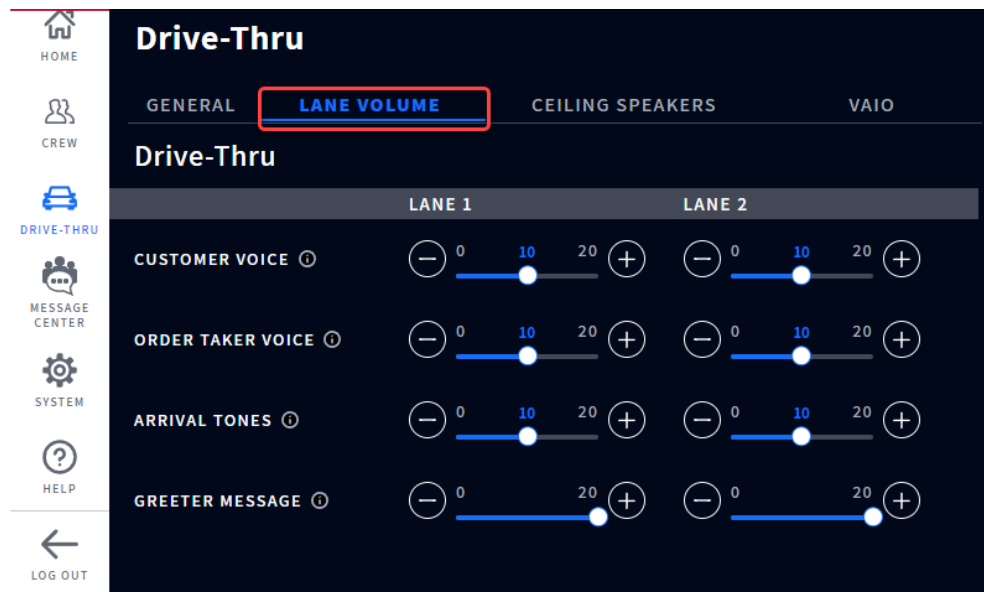 HOME
CREW
DRIVE-THRU
MESSAGE
CENTER
SYSTEM
HELP
LOG OUT
Drive-Thru
GENERAL LANE VOLUME CEILING SPEAKERS VAIO
Drive-Thru
LANE 1 LANE 2
CUSTOMER VOICE 0 10 20 0 10 20
ORDER TAKER VOICE 0 10 20 0 10 20
ARRIVAL TONES 0 10 20 0 10 20
GREETER MESSAGE 0 20 0 20